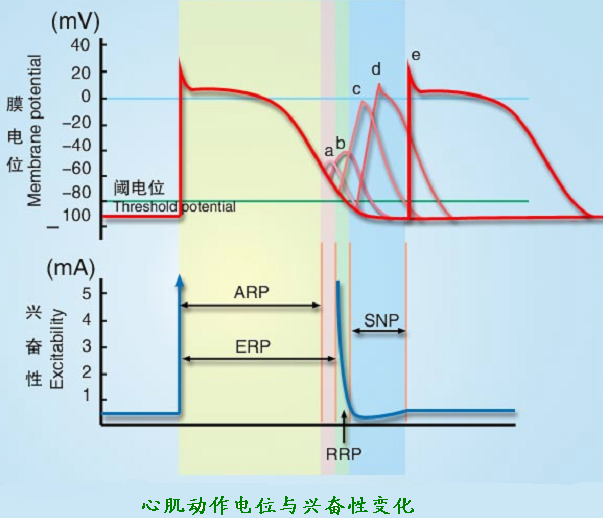 (mV)
膜电位
Membrane potential
40
20
0
−20
−40
−60
−80
100
阈电位
Threshold potential
a
b
c
d
e
(mA)
兴奋性
Excitability
5
4
3
2
1
ARP
ERP
SNP
RRP
心肌动作电位与兴奋性变化